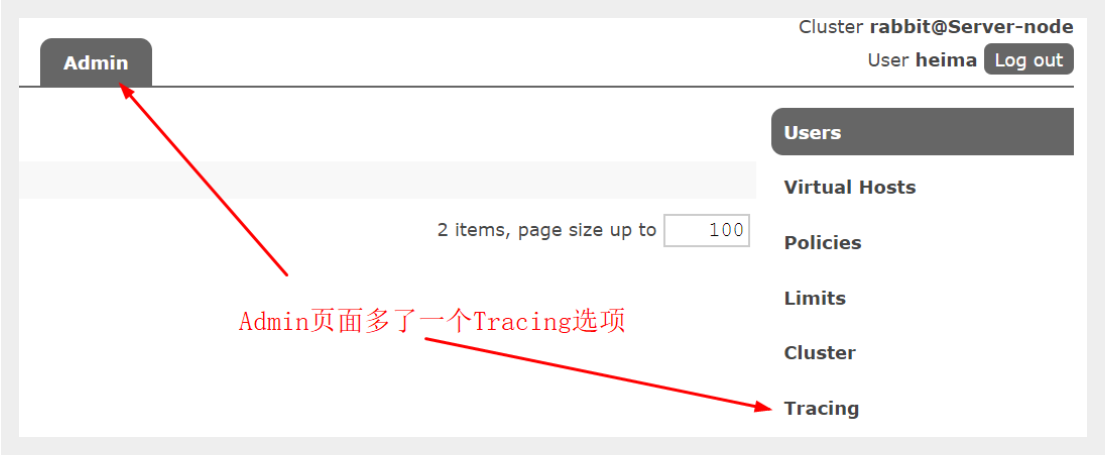 Cluster rabbit@Server-node
User heima Log out
Admin
Users
Virtual Hosts
2 items, page size up to 100
Policies
Limits
Admin页面多了一个Tracing选项
Cluster
Tracing